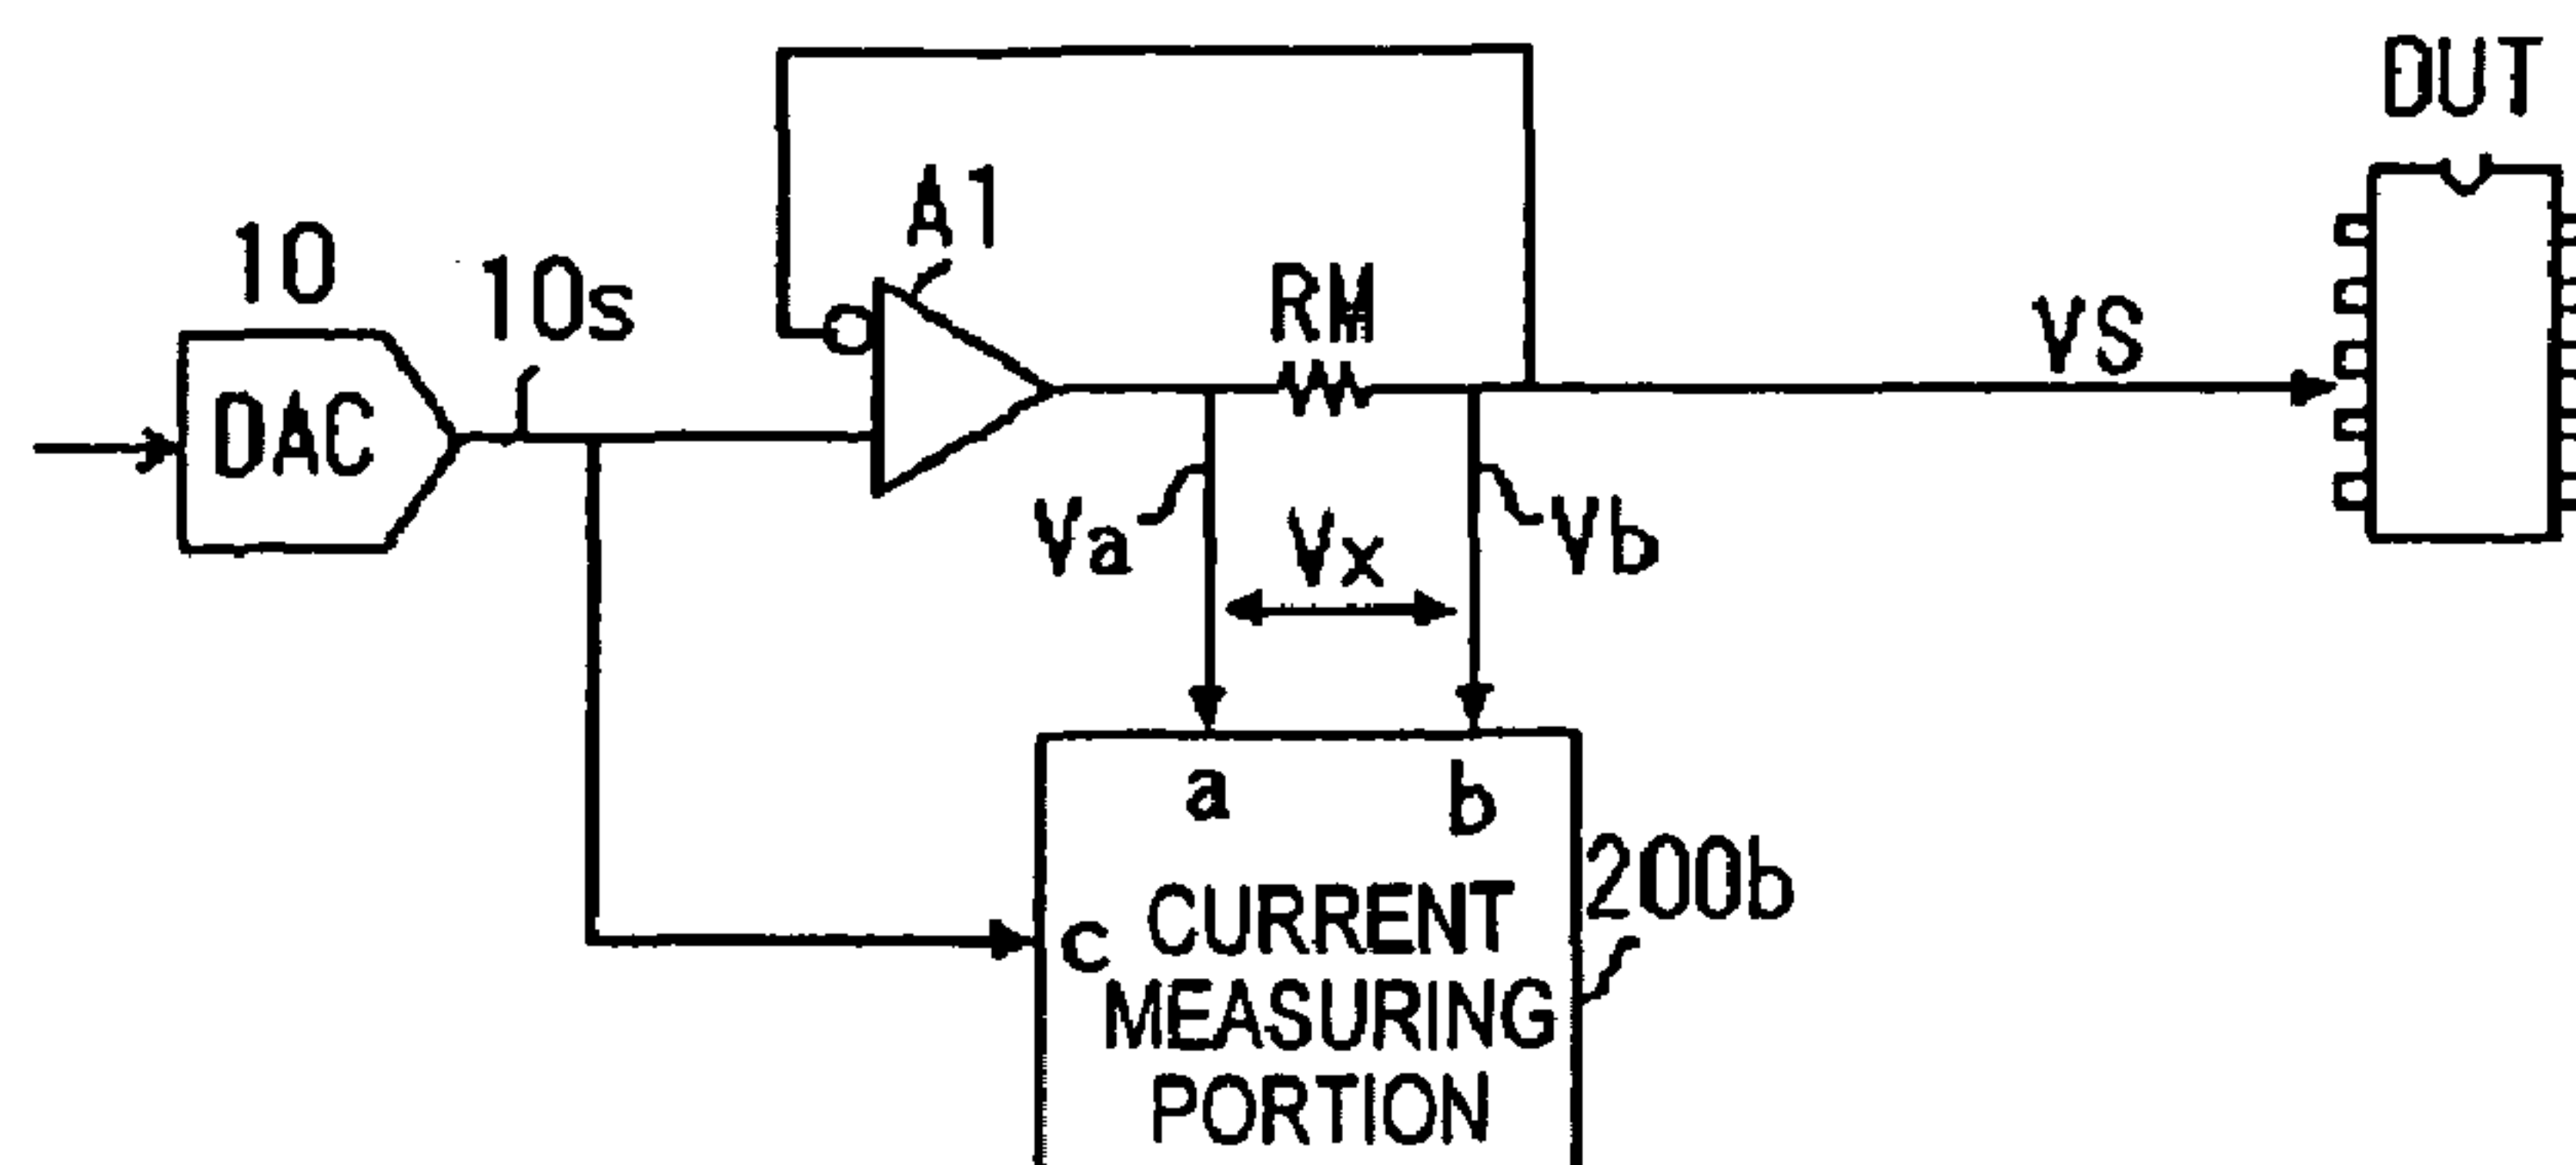 DUT
A1
10
10s
RM
VS
DAC
Va
Vx
Vb
a
b
200b
c
CURRENT
MEASURING
PORTION